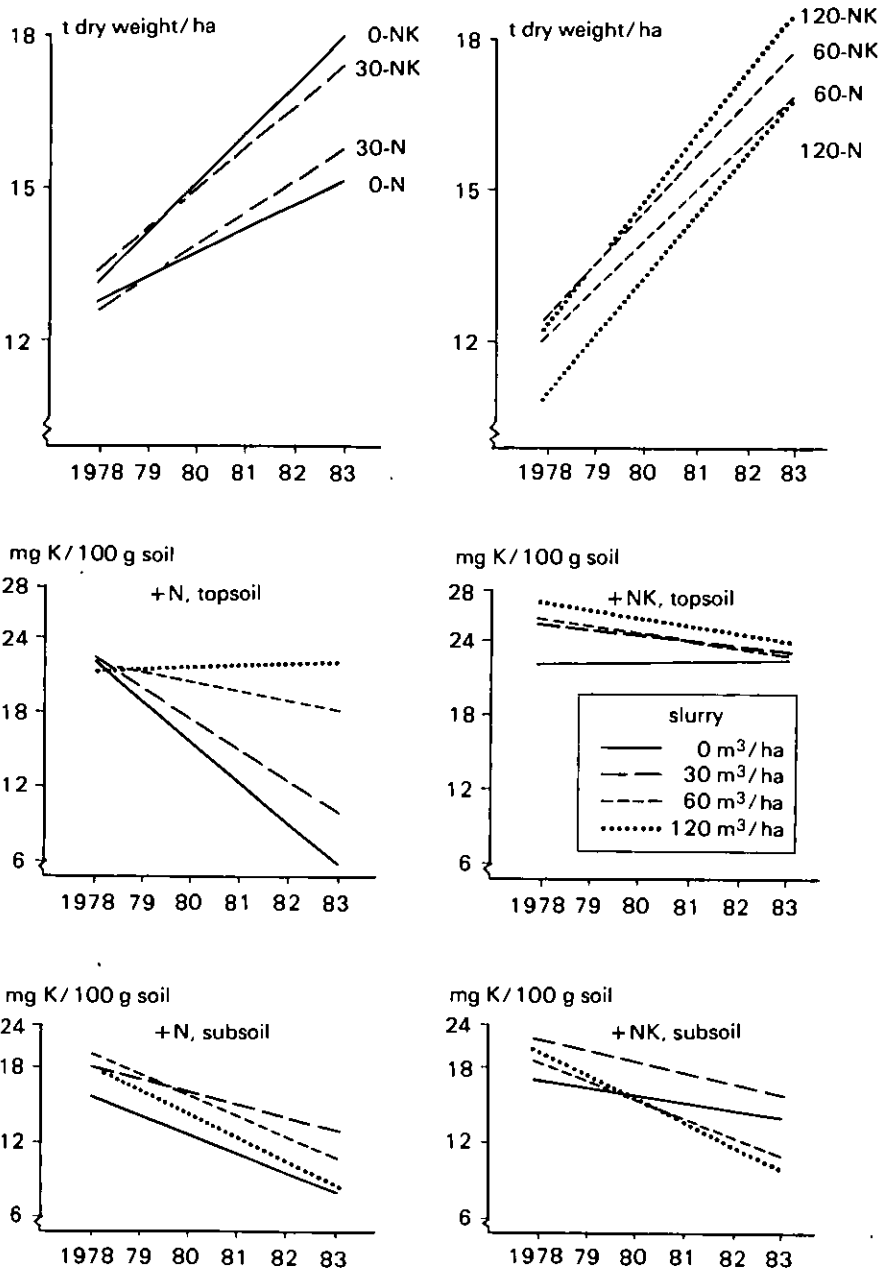 t dry weight/ha
18
15
12
0-NK
30-NK
30-N
0-N
1978 79 80 81 82 83
t dry weight/ha
18
15
12
120-NK
60-NK
60-N
120-N
1978 79 80 81 82 83
mg K/100 g soil
+N, topsoil
28
24
18
12
6
1978 79 80 81 82 83
mg K/100 g soil
+NK, topsoil
28
24
18
12
6
slurry
0 m³/ha
30 m³/ha
60 m³/ha
120 m³/ha
1978 79 80 81 82 83
mg K/100 g soil
+N, subsoil
24
18
12
6
1978 79 80 81 82 83
mg K/100 g soil
+NK, subsoil
24
18
12
6
1978 79 80 81 82 83